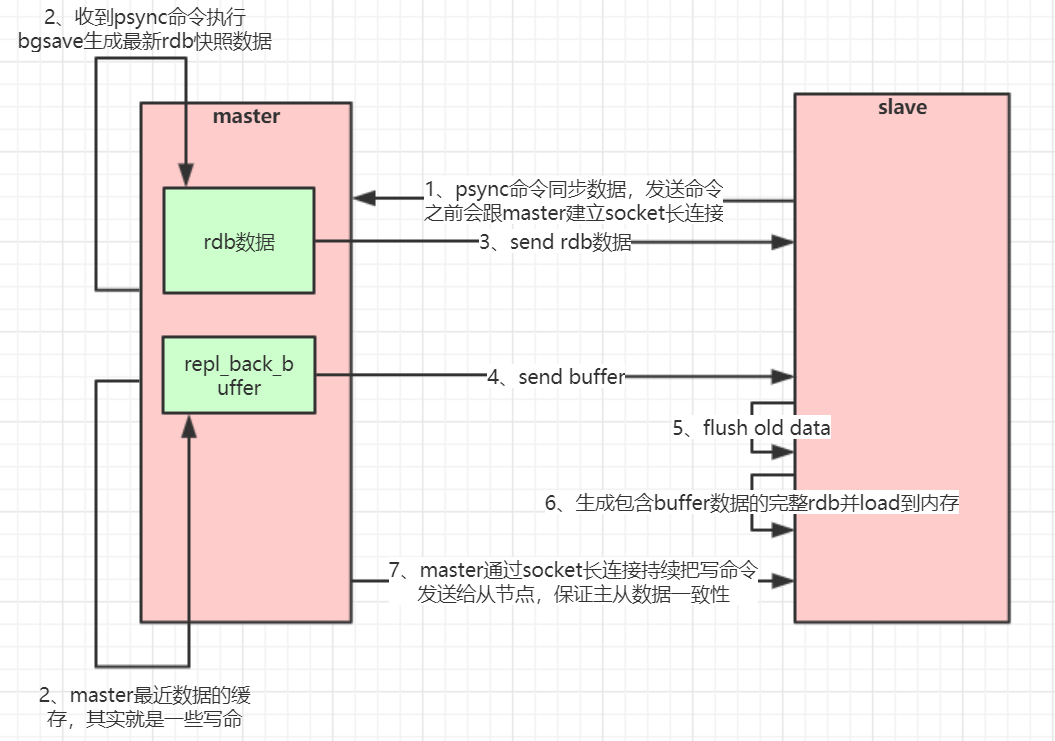 2、收到psync命令执行
bgsave生成最新rdb快照数据
master
slave
1、psync命令同步数据，发送命令
之前会跟master建立socket长连接
rdb数据
3、send rdb数据
repl_back_b
uffer
4、send buffer
5、flush old data
6、生成包含buffer数据的完整rdb并load到内存
7、master通过socket长连接持续把写命令
发送给从节点，保证主从数据一致性
2、master最近数据的缓
存，其实就是一些写命